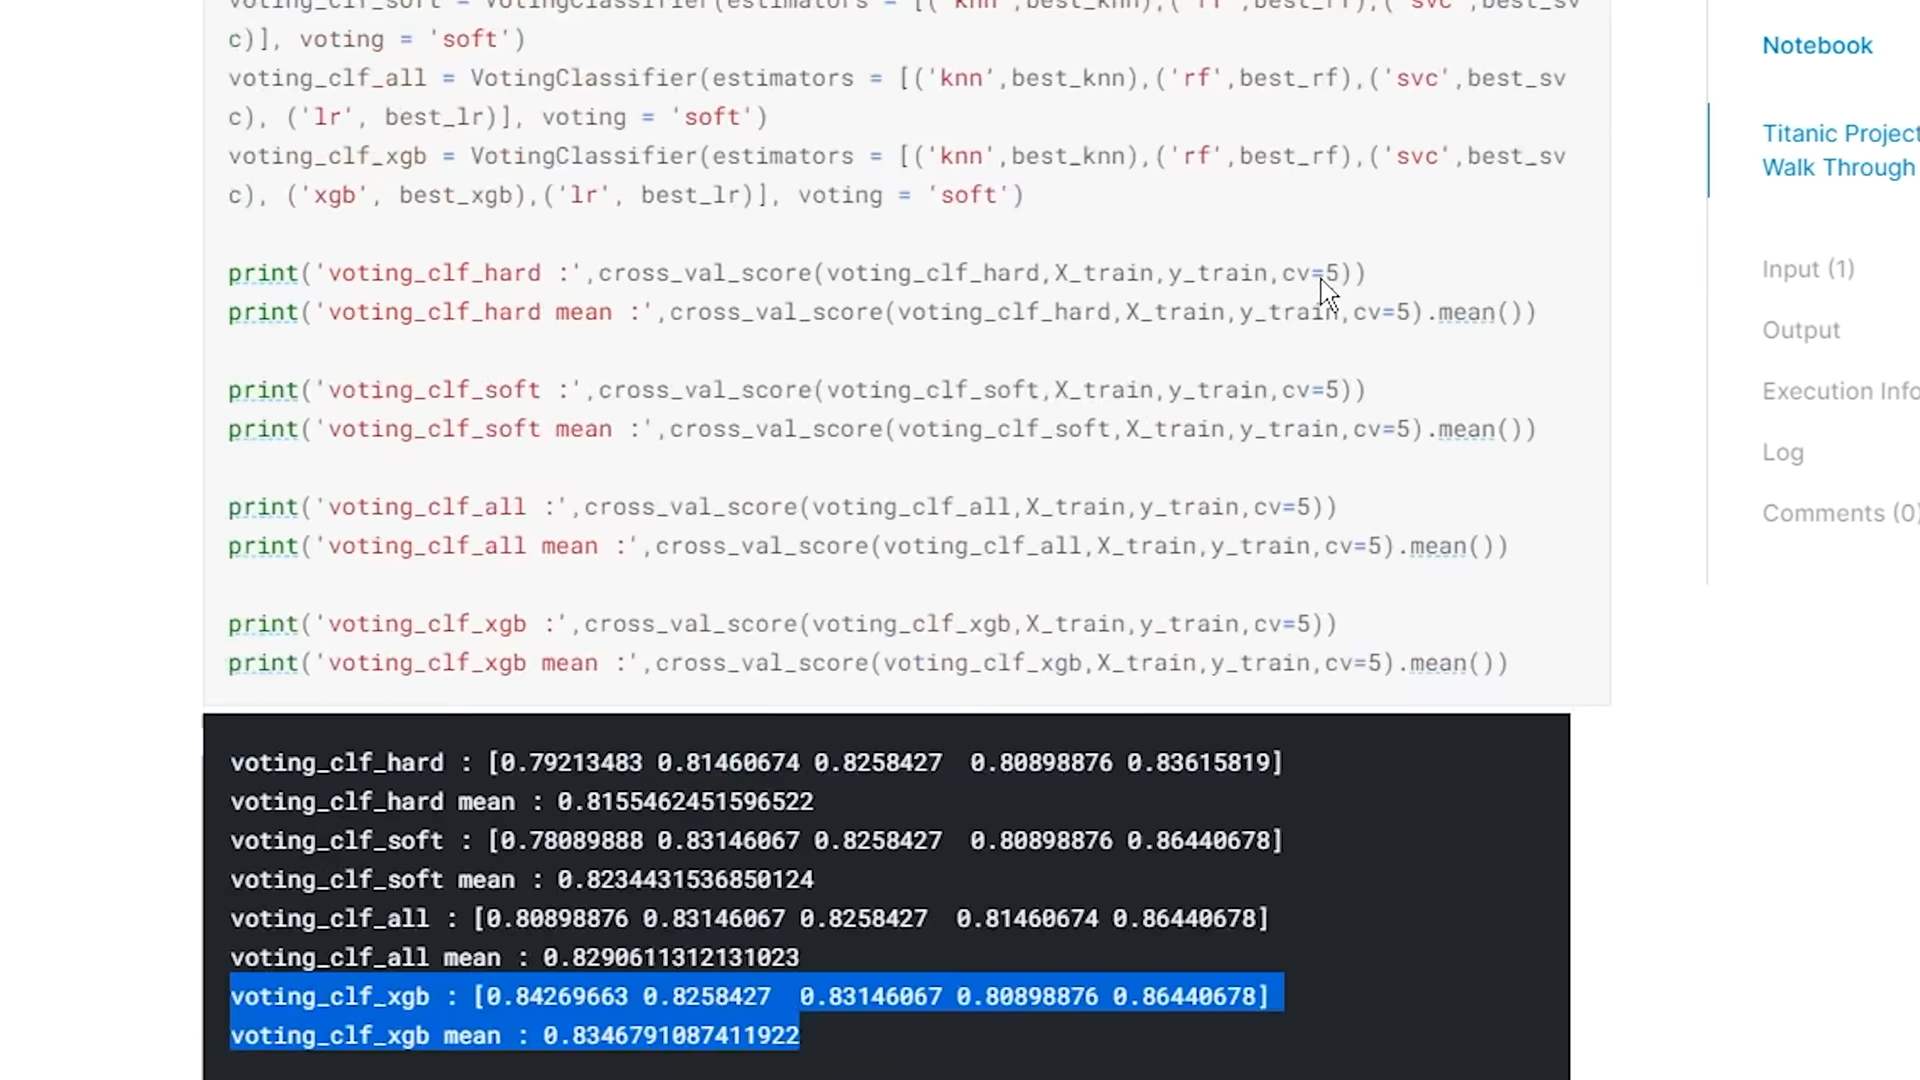 voting_clf_soft = VotingClassifier(estimators = [('knn',best_knn),('rf',best_rf),('svc',best_sv
c)], voting = 'soft')
voting_clf_all = VotingClassifier(estimators = [('knn',best_knn),('rf',best_rf),('svc',best_sv
c), ('lr', best_lr)], voting = 'soft')
voting_clf_xgb = VotingClassifier(estimators = [('knn',best_knn),('rf',best_rf),('svc',best_sv
c), ('xgb', best_xgb),('lr', best_lr)], voting = 'soft')
print('voting_clf_hard :',cross_val_score(voting_clf_hard,X_train,y_train,cv=5))
print('voting_clf_hard mean :',cross_val_score(voting_clf_hard,X_train,y_train,cv=5).mean())
print('voting_clf_soft :',cross_val_score(voting_clf_soft,X_train,y_train,cv=5))
print('voting_clf_soft mean :',cross_val_score(voting_clf_soft,X_train,y_train,cv=5).mean())
print('voting_clf_all :',cross_val_score(voting_clf_all,X_train,y_train,cv=5))
print('voting_clf_all mean :',cross_val_score(voting_clf_all,X_train,y_train,cv=5).mean())
print('voting_clf_xgb :',cross_val_score(voting_clf_xgb,X_train,y_train,cv=5))
print('voting_clf_xgb mean :',cross_val_score(voting_clf_xgb,X_train,y_train,cv=5).mean())
voting_clf_hard : [0.79213483 0.81460674 0.8258427  0.80898876 0.83615819]
voting_clf_hard mean : 0.8155462451596522
voting_clf_soft : [0.78089888 0.83146067 0.8258427  0.80898876 0.86440678]
voting_clf_soft mean : 0.8234431536850124
voting_clf_all : [0.80898876 0.83146067 0.8258427  0.81460674 0.86440678]
voting_clf_all mean : 0.8290611312131023
voting_clf_xgb : [0.84269663 0.8258427  0.83146067 0.80898876 0.86440678]
voting_clf_xgb mean : 0.8346791087411922
Notebook
Titanic Project
Walk Through
Input (1)
Output
Execution Info
Log
Comments (0)